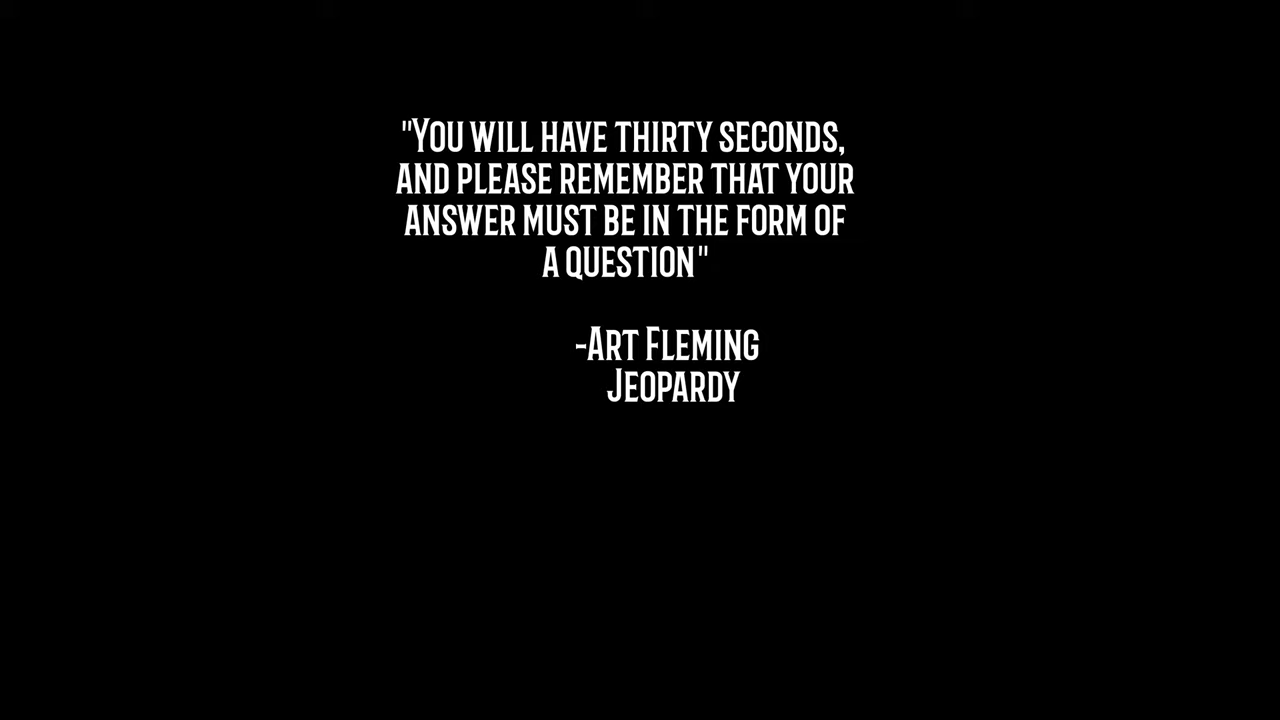 "You will have thirty seconds,
and please remember that your
answer must be in the form of
a question"
-Art Fleming
Jeopardy